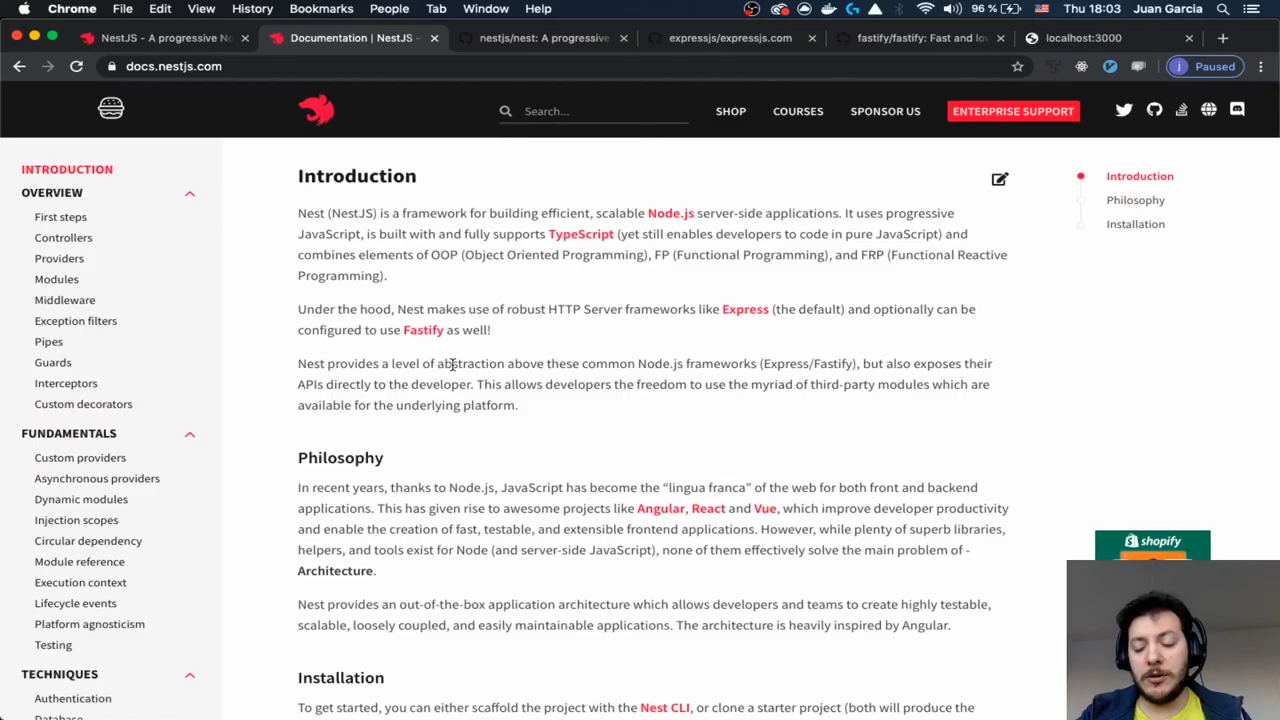 Chrome File Edit View History Bookmarks People Tab Window Help 96 % Thu 18:03 Juan Garcia
NestJS - A progressive N Documentation | NestJS - nestjs/nest: A progressive expressjs/expressjs.com fastify/fastify: Fast and lo localhost:3000
docs.nestjs.com j Paused
Search... SHOP COURSES SPONSOR US ENTERPRISE SUPPORT
INTRODUCTION
OVERVIEW
First steps
Controllers
Providers
Modules
Middleware
Exception filters
Pipes
Guards
Interceptors
Custom decorators
FUNDAMENTALS
Custom providers
Asynchronous providers
Dynamic modules
Injection scopes
Circular dependency
Module reference
Execution context
Lifecycle events
Platform agnosticism
Testing
TECHNIQUES
Authentication
Database
Introduction
Nest (NestJS) is a framework for building efficient, scalable Node.js server-side applications. It uses progressive
JavaScript, is built with and fully supports TypeScript (yet still enables developers to code in pure JavaScript) and
combines elements of OOP (Object Oriented Programming), FP (Functional Programming), and FRP (Functional Reactive
Programming).
Under the hood, Nest makes use of robust HTTP Server frameworks like Express (the default) and optionally can be
configured to use Fastify as well!
Nest provides a level of abstraction above these common Node.js frameworks (Express/Fastify), but also exposes their
APIs directly to the developer. This allows developers the freedom to use the myriad of third-party modules which are
available for the underlying platform.
Philosophy
In recent years, thanks to Node.js, JavaScript has become the “lingua franca” of the web for both front and backend
applications. This has given rise to awesome projects like Angular, React and Vue, which improve developer productivity
and enable the creation of fast, testable, and extensible frontend applications. However, while plenty of superb libraries,
helpers, and tools exist for Node (and server-side JavaScript), none of them effectively solve the main problem of -
Architecture.
Nest provides an out-of-the-box application architecture which allows developers and teams to create highly testable,
scalable, loosely coupled, and easily maintainable applications. The architecture is heavily inspired by Angular.
Installation
To get started, you can either scaffold the project with the Nest CLI, or clone a starter project (both will produce the
Introduction
Philosophy
Installation
shopify